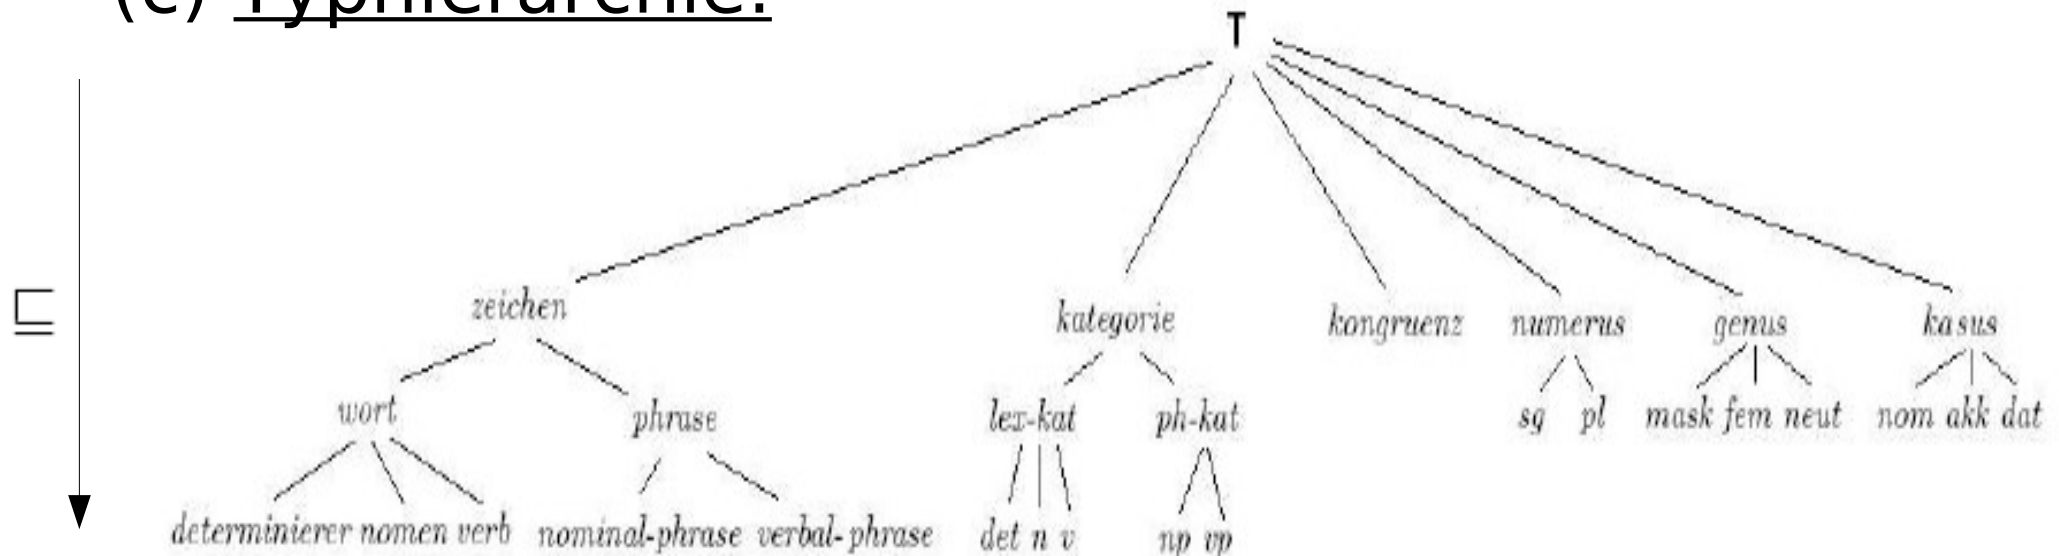 (c) Typhierarchie:
T
⊑
zeichen kategorie kongruenz numerus genus kasus
wort phrase lex-kat ph-kat sg pl mask fem neut nom akk dat
determinierer nomen verb nominal-phrase verbal-phrase det n v np vp